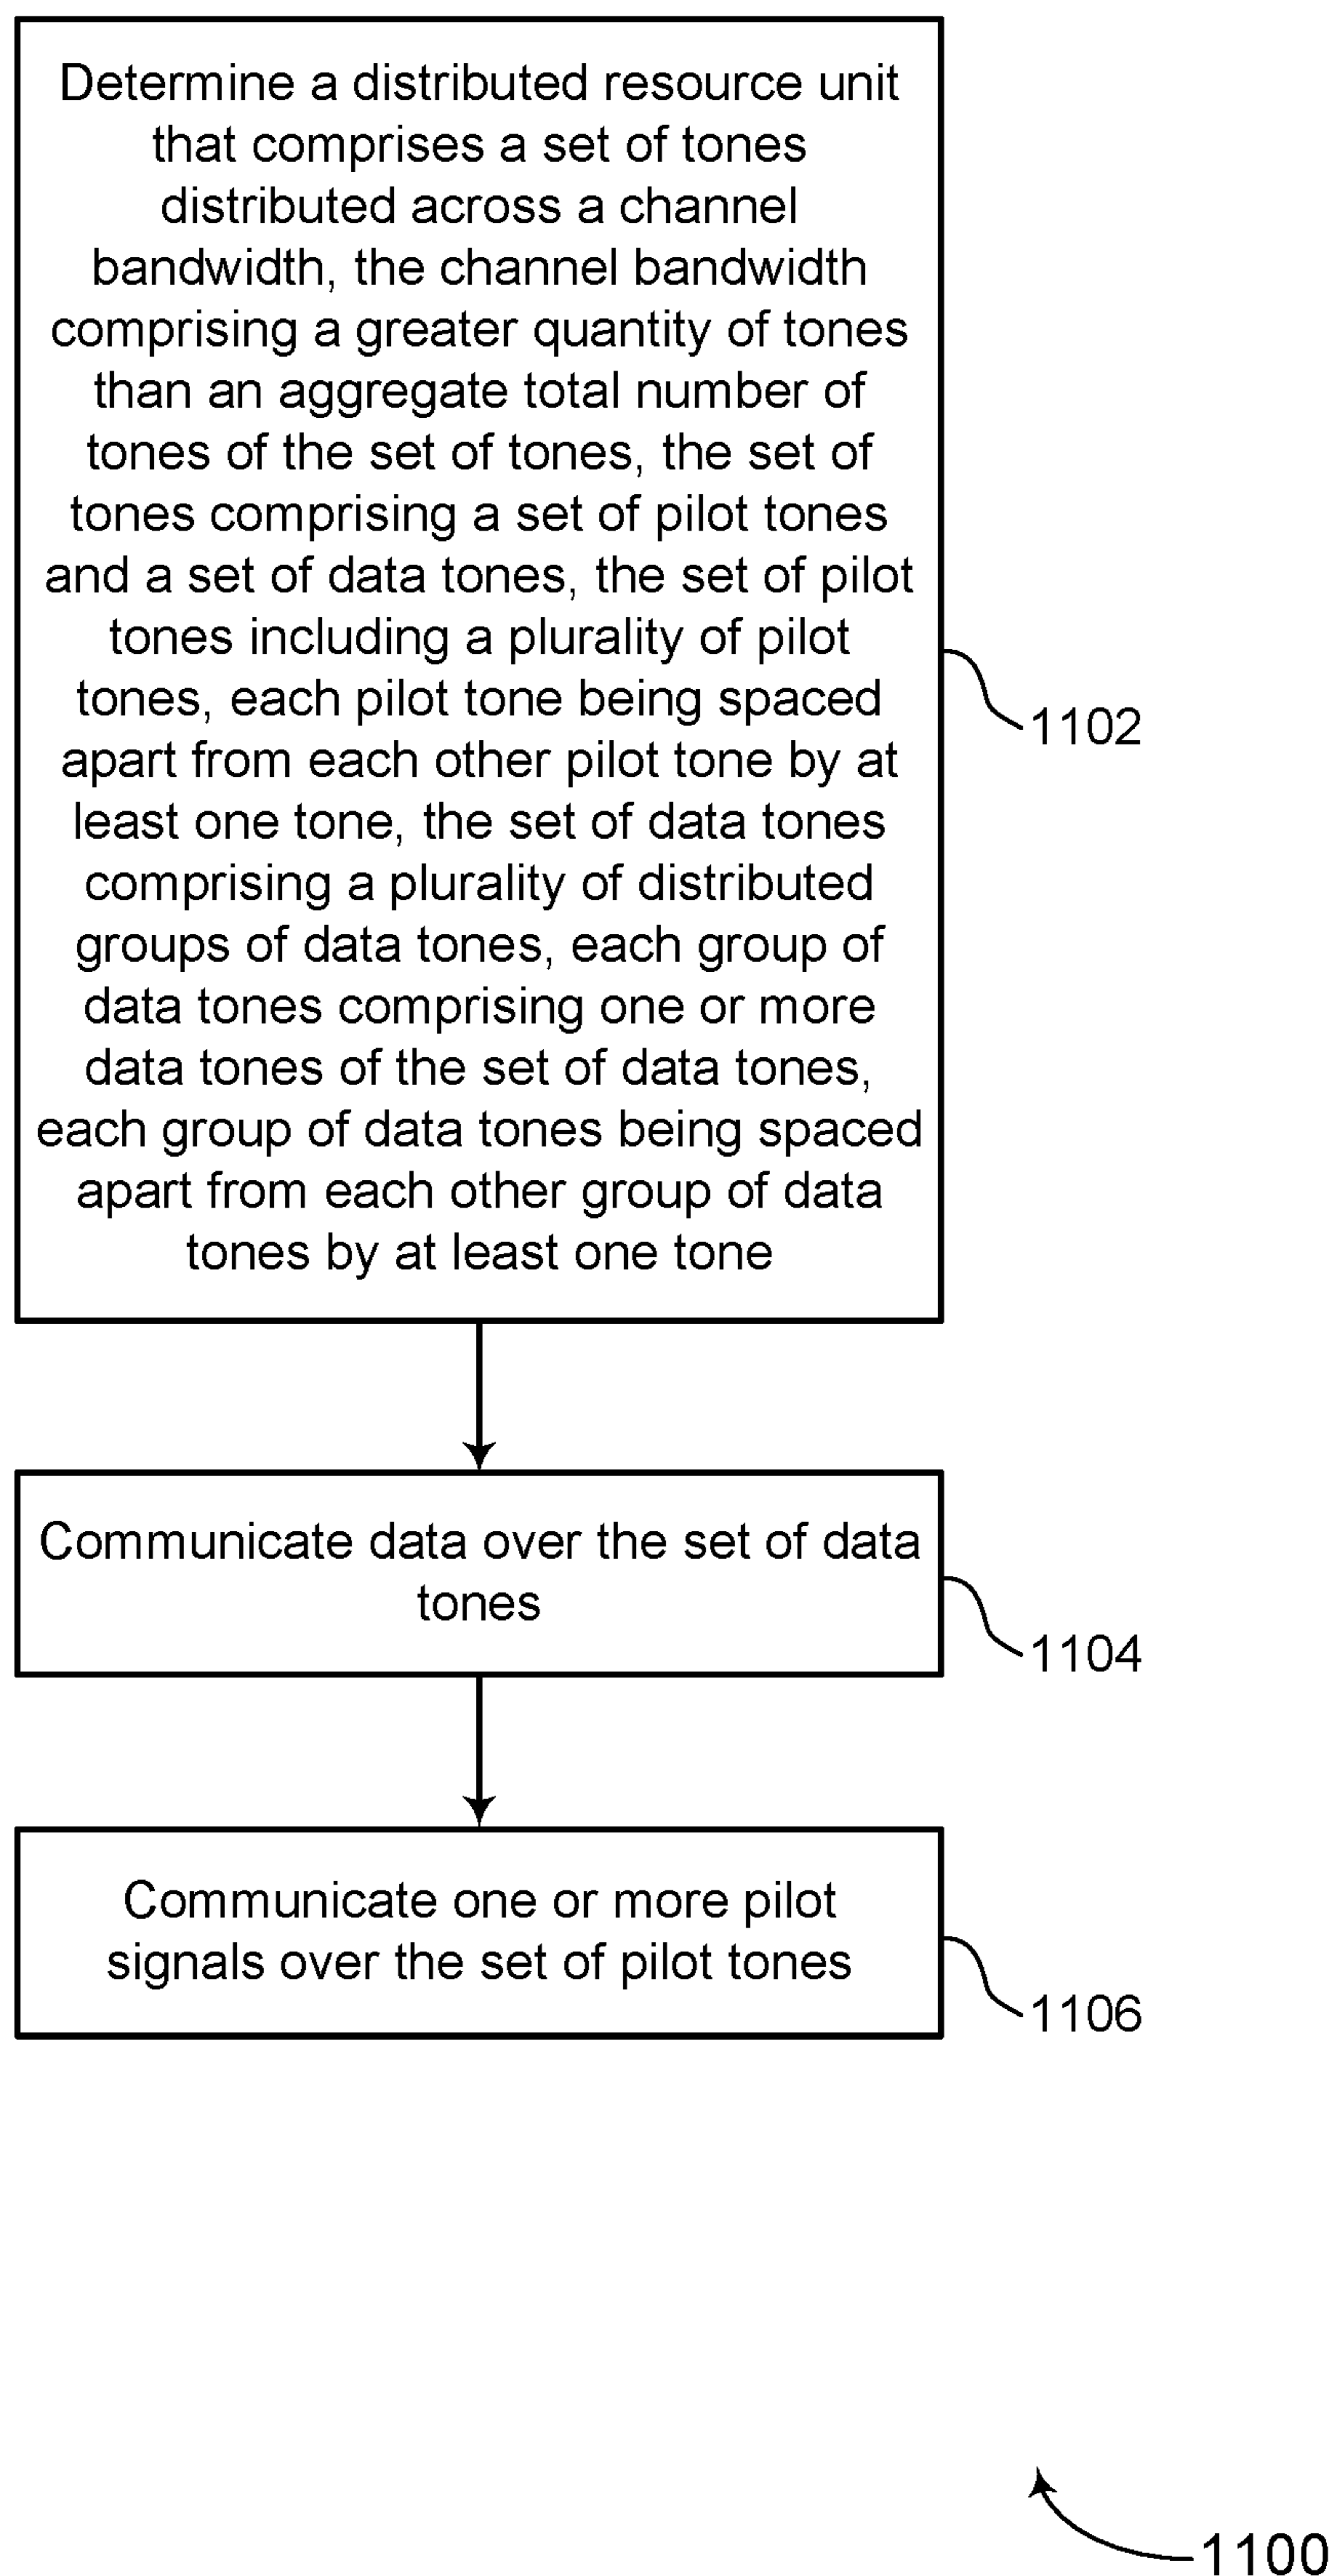 Determine a distributed resource unit
that comprises a set of tones
distributed across a channel
bandwidth, the channel bandwidth
comprising a greater quantity of tones
than an aggregate total number of
tones of the set of tones, the set of
tones comprising a set of pilot tones
and a set of data tones, the set of pilot
tones including a plurality of pilot
tones, each pilot tone being spaced
apart from each other pilot tone by at
least one tone, the set of data tones
comprising a plurality of distributed
groups of data tones, each group of
data tones comprising one or more
data tones of the set of data tones,
each group of data tones being spaced
apart from each other group of data
tones by at least one tone
1102
Communicate data over the set of data
tones
1104
Communicate one or more pilot
signals over the set of pilot tones
1106
1100